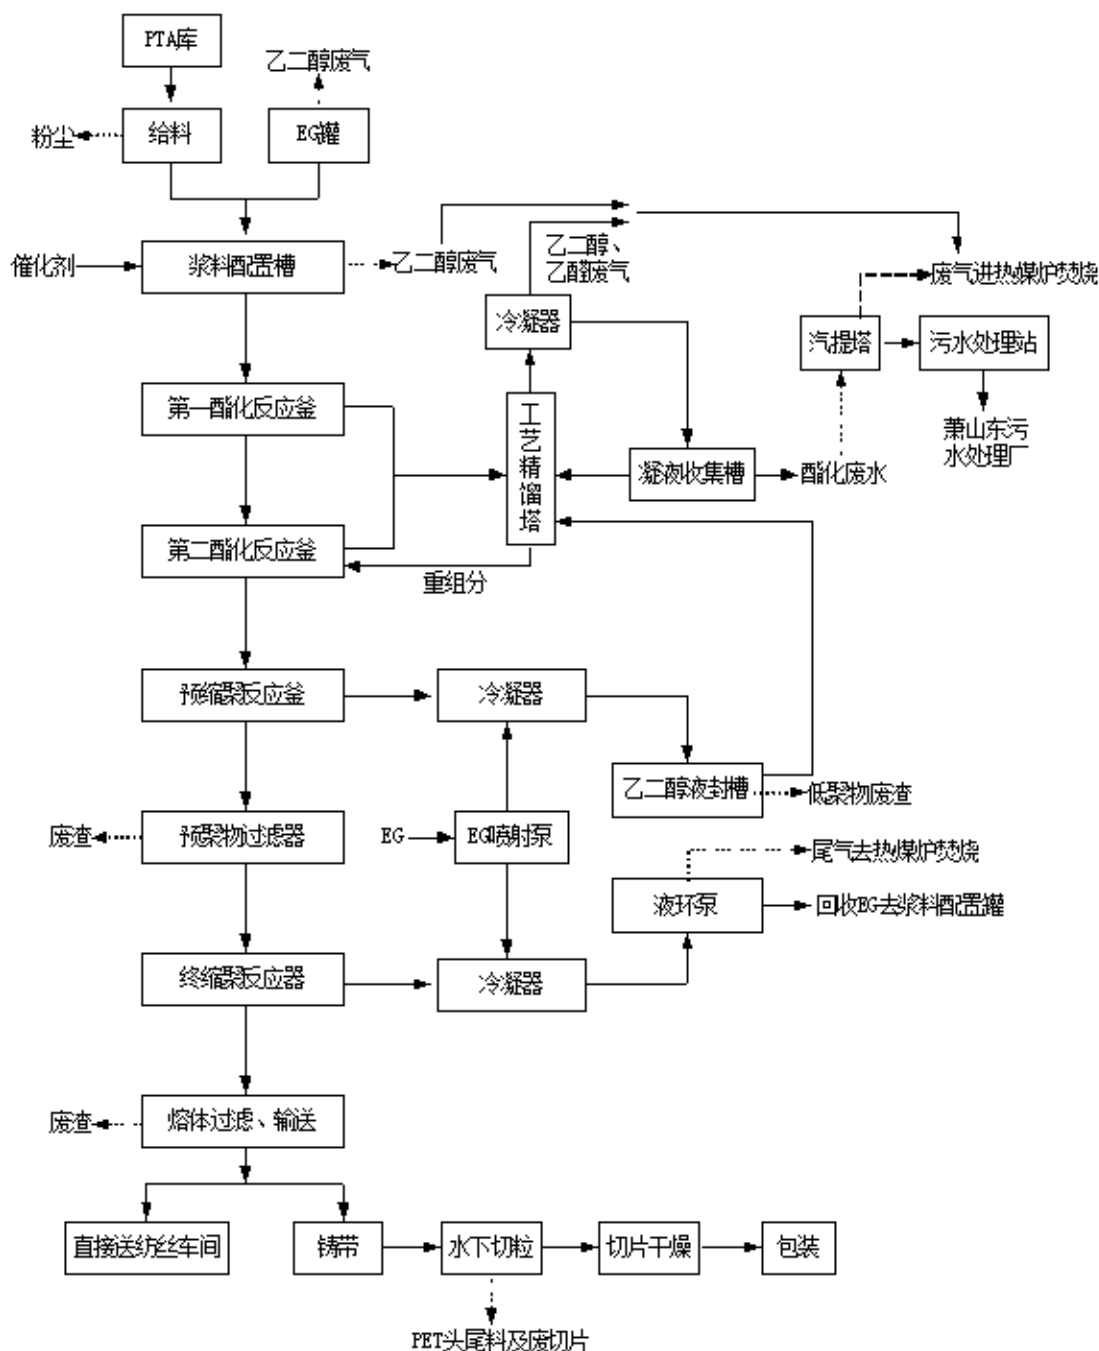 PTA库
乙二醇废气
粉尘
给料
EG罐
催化剂
浆料配置槽
乙二醇废气
乙二醇、
乙醛废气
废气进热媒炉焚烧
冷凝器
汽提塔
污水处理站
第一酯化反应釜
工艺精馏塔
萧山东污
水处理厂
凝液收集槽
酯化废水
第二酯化反应釜
重组分
预缩聚反应釜
冷凝器
乙二醇液封槽
低聚物废查
废查
预聚物过滤器
EG
EG喷射泵
尾气去热煤炉焚烧
液环泵
回收EG去浆料配置罐
终缩聚反应器
冷凝器
废查
熔体过滤、输送
直接送纺丝车间
铸带
水下切粒
切片干燥
包装
PET头尾料及废切片